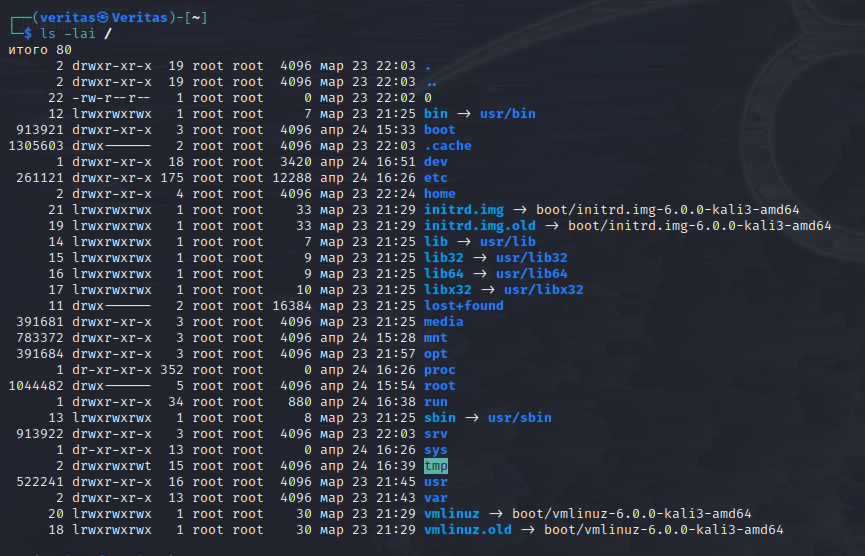 ┌──(veritas㉿Veritas)-[~]
└─$ ls -lai /
итого 80
      2 drwxr-xr-x  19 root root  4096 мар 23 22:03 .
      2 drwxr-xr-x  19 root root  4096 мар 23 22:03 ..
     22 -rw-r--r--   1 root root     0 мар 23 22:02 0
     12 lrwxrwxrwx   1 root root     7 мар 23 21:25 bin -> usr/bin
 913921 drwxr-xr-x   3 root root  4096 апр 24 15:33 boot
1305603 drwx------   2 root root  4096 мар 23 22:03 .cache
      1 drwxr-xr-x  18 root root  3420 апр 24 16:51 dev
 261121 drwxr-xr-x 175 root root 12288 апр 24 16:26 etc
      2 drwxr-xr-x   4 root root  4096 мар 23 22:24 home
     21 lrwxrwxrwx   1 root root    33 мар 23 21:29 initrd.img -> boot/initrd.img-6.0.0-kali3-amd64
     19 lrwxrwxrwx   1 root root    33 мар 23 21:29 initrd.img.old -> boot/initrd.img-6.0.0-kali3-amd64
     14 lrwxrwxrwx   1 root root     7 мар 23 21:25 lib -> usr/lib
     15 lrwxrwxrwx   1 root root     9 мар 23 21:25 lib32 -> usr/lib32
     16 lrwxrwxrwx   1 root root     9 мар 23 21:25 lib64 -> usr/lib64
     17 lrwxrwxrwx   1 root root    10 мар 23 21:25 libx32 -> usr/libx32
     11 drwx------   2 root root 16384 мар 23 21:25 lost+found
 391681 drwxr-xr-x   3 root root  4096 мар 23 21:25 media
 783372 drwxr-xr-x   3 root root  4096 апр 24 15:28 mnt
 391684 drwxr-xr-x   3 root root  4096 мар 23 21:57 opt
      1 dr-xr-xr-x 352 root root     0 апр 24 16:26 proc
1044482 drwx------   5 root root  4096 апр 24 15:54 root
      1 drwxr-xr-x  34 root root   880 апр 24 16:38 run
     13 lrwxrwxrwx   1 root root     8 мар 23 21:25 sbin -> usr/sbin
 913922 drwxr-xr-x   3 root root  4096 мар 23 22:03 srv
      1 dr-xr-xr-x  13 root root     0 апр 24 16:26 sys
      2 drwxrwxrwt  15 root root  4096 апр 24 16:39 tmp
 522241 drwxr-xr-x  16 root root  4096 мар 23 21:45 usr
      2 drwxr-xr-x  13 root root  4096 мар 23 21:43 var
     20 lrwxrwxrwx   1 root root    30 мар 23 21:29 vmlinuz -> boot/vmlinuz-6.0.0-kali3-amd64
     18 lrwxrwxrwx   1 root root    30 мар 23 21:29 vmlinuz.old -> boot/vmlinuz-6.0.0-kali3-amd64